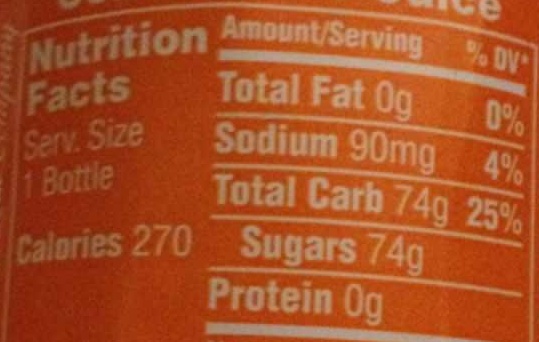 Nutrition
Facts
Serv. Size
1 Bottle
Calories 270
Amount/Serving % DV*
Total Fat 0g 0%
Sodium 90mg 4%
Total Carb 74g 25%
Sugars 74g
Protein 0g